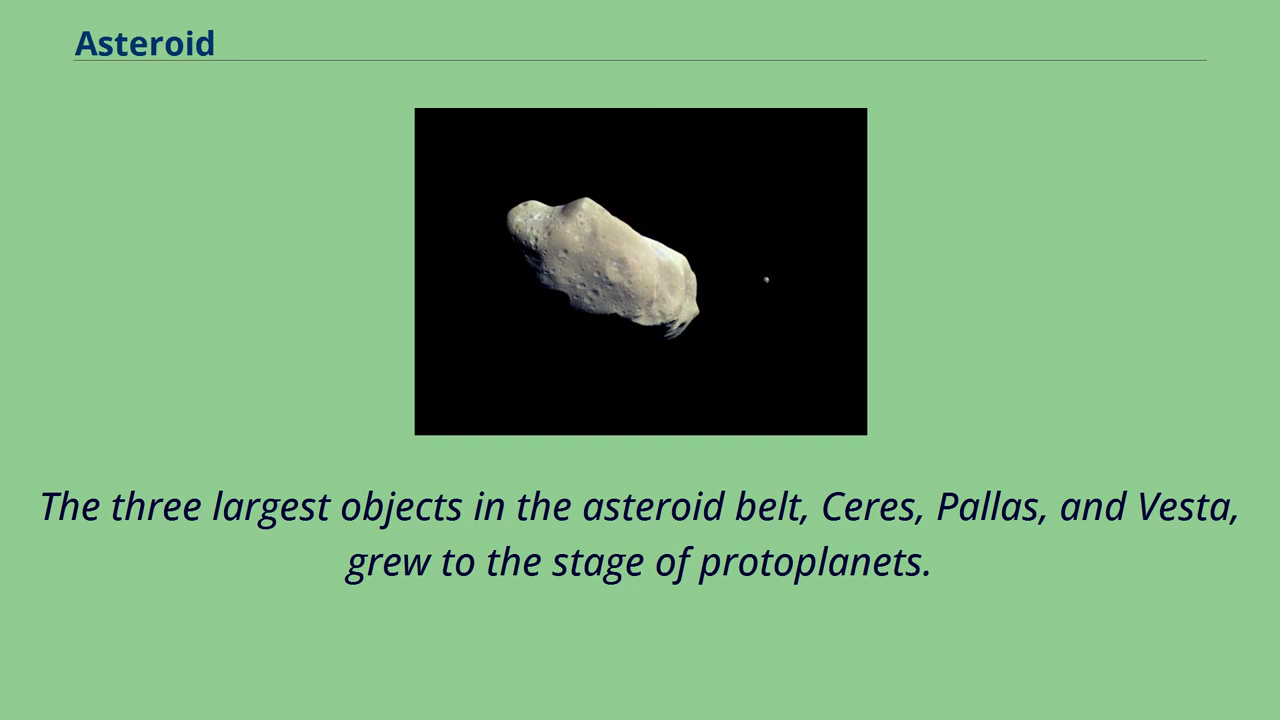 Asteroid
The three largest objects in the asteroid belt, Ceres, Pallas, and Vesta,
grew to the stage of protoplanets.